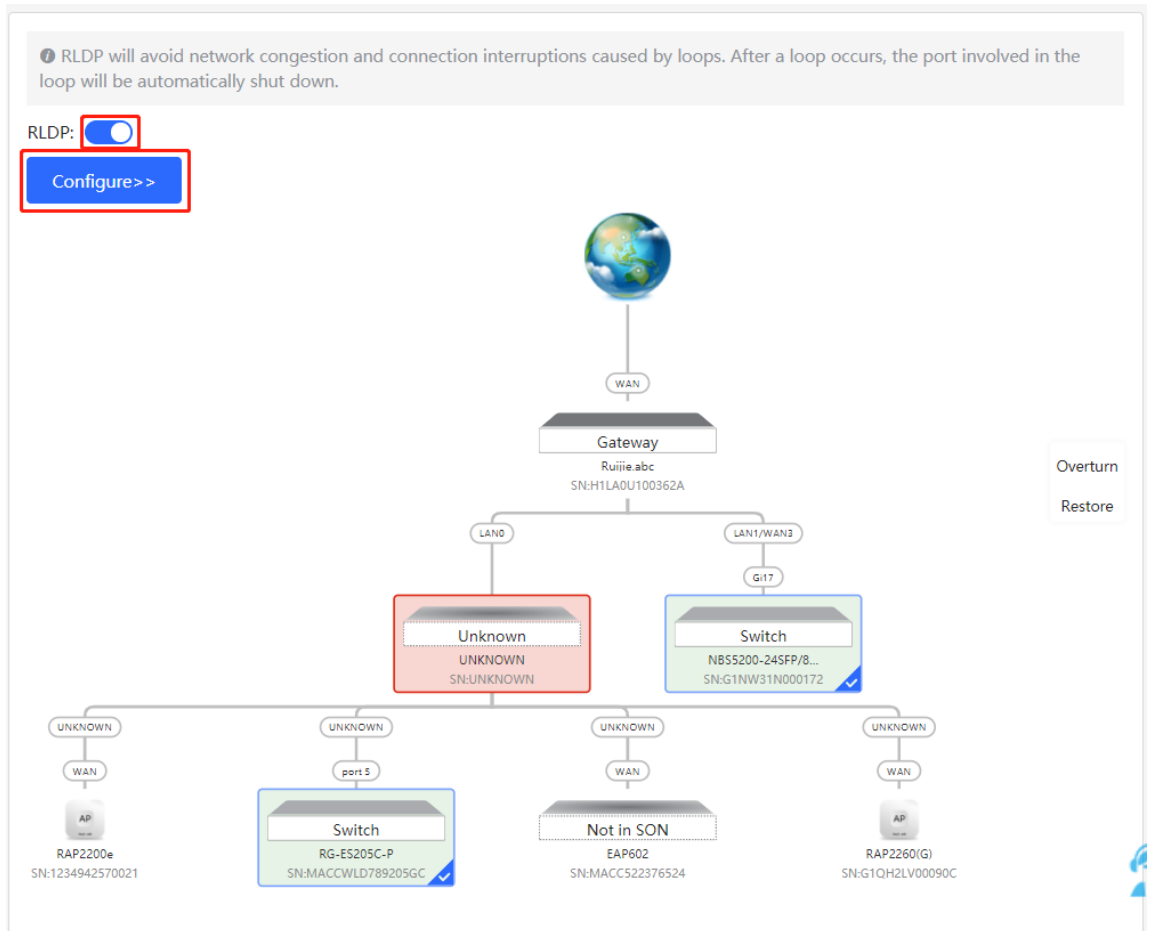 RLDP will avoid network congestion and connection interruptions caused by loops. After a loop occurs, the port involved in the
loop will be automatically shut down.
RLDP:
Configure>>
WAN
Gateway
Ruijie.abc
SN:H1LA0U100362A
Overturn
Restore
LAN0
LAN1/WAN3
Gi17
Unknown
UNKNOWN
SN:UNKNOWN
Switch
NBS5200-24SFP/8...
SN:G1NW31N000172
UNKNOWN
UNKNOWN
UNKNOWN
UNKNOWN
WAN
port 5
WAN
WAN
AP
RAP2200e
SN:1234942570021
Switch
RG-ES205C-P
SN:MACCWLD789205GC
Not in SON
EAP602
SN:MACC522376524
AP
RAP2260(G)
SN:G1QH2LV00090C